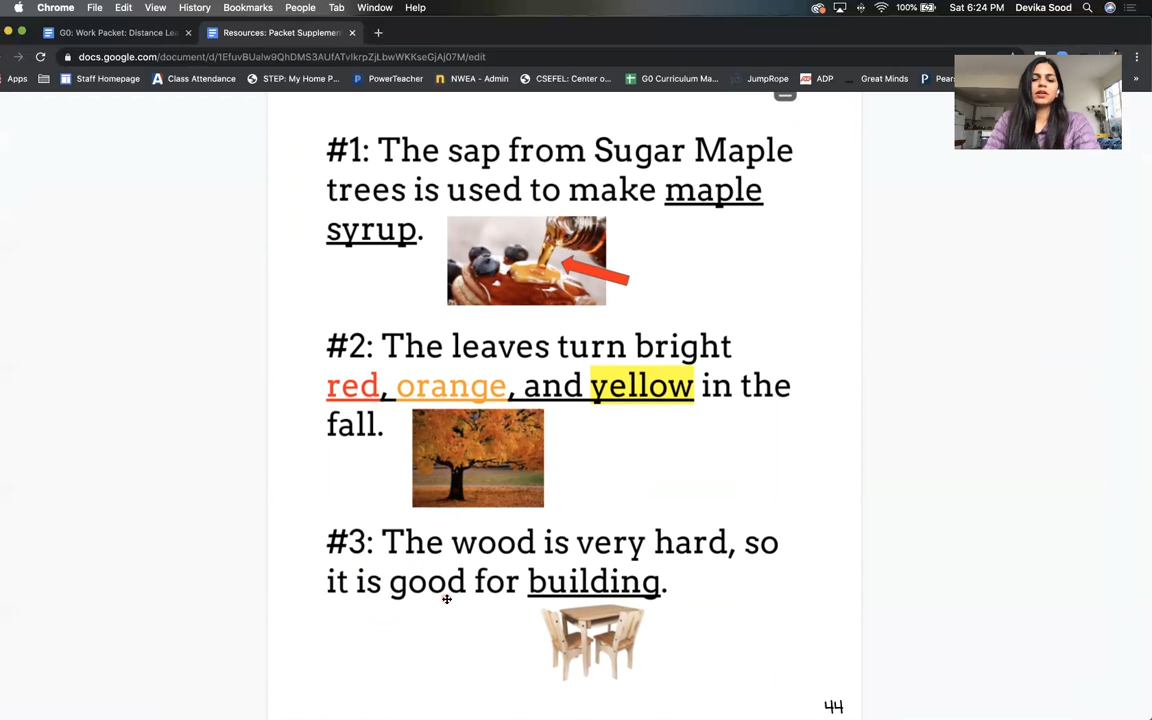 Chrome File Edit View History Bookmarks People Tab Window Help 100% Sat 6:24 PM Devika Sood
G0: Work Packet: Distance Lea × Resources: Packet Supplement × +
docs.google.com/document/d/1EfuvBUalw9QhDMS3AUfATvIkrpZjLbwWKKseGjAj07M/edit
Apps Staff Homepage Class Attendance STEP: My Home P... PowerTeacher NWEA - Admin CSEFEL: Center o... G0 Curriculum Ma... JumpRope ADP Great Minds Pears »
#1: The sap from Sugar Maple
trees is used to make maple
syrup.
#2: The leaves turn bright
red, orange, and yellow in the
fall.
#3: The wood is very hard, so
it is good for building.
44